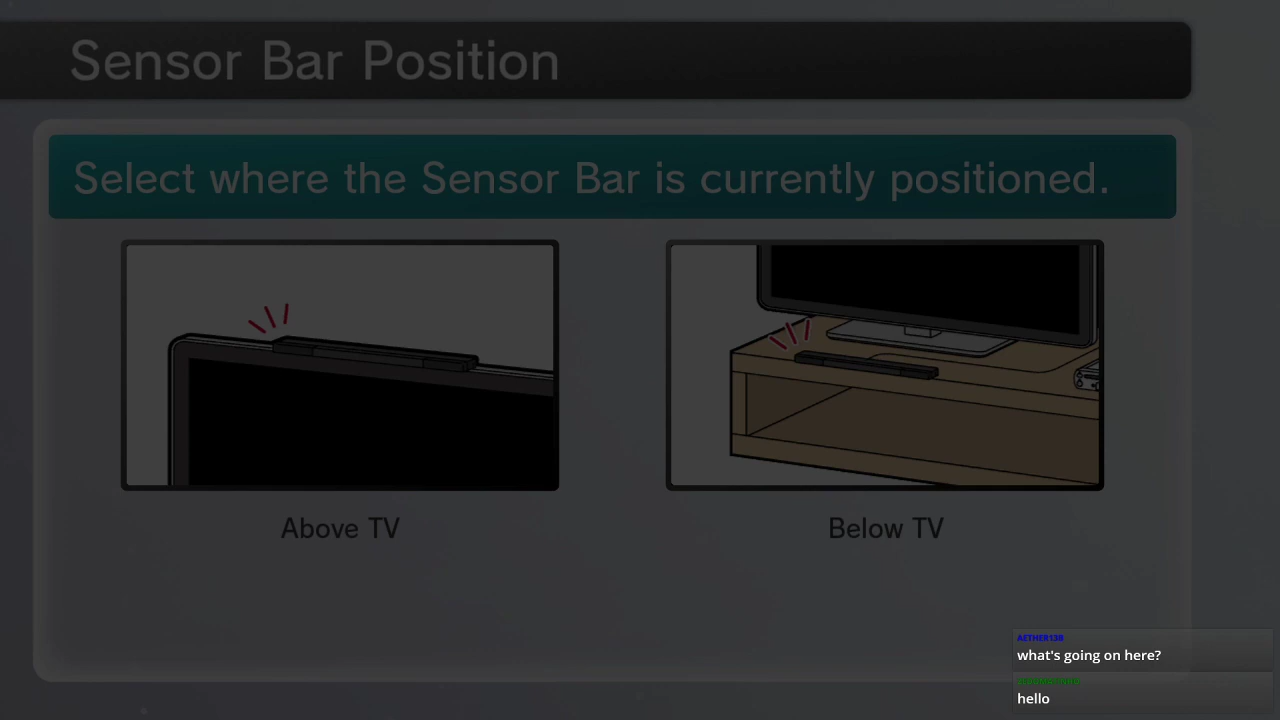 Sensor Bar Position
Select where the Sensor Bar is currently positioned.
Above TV
Below TV
AETHER138
what's going on here?
hello